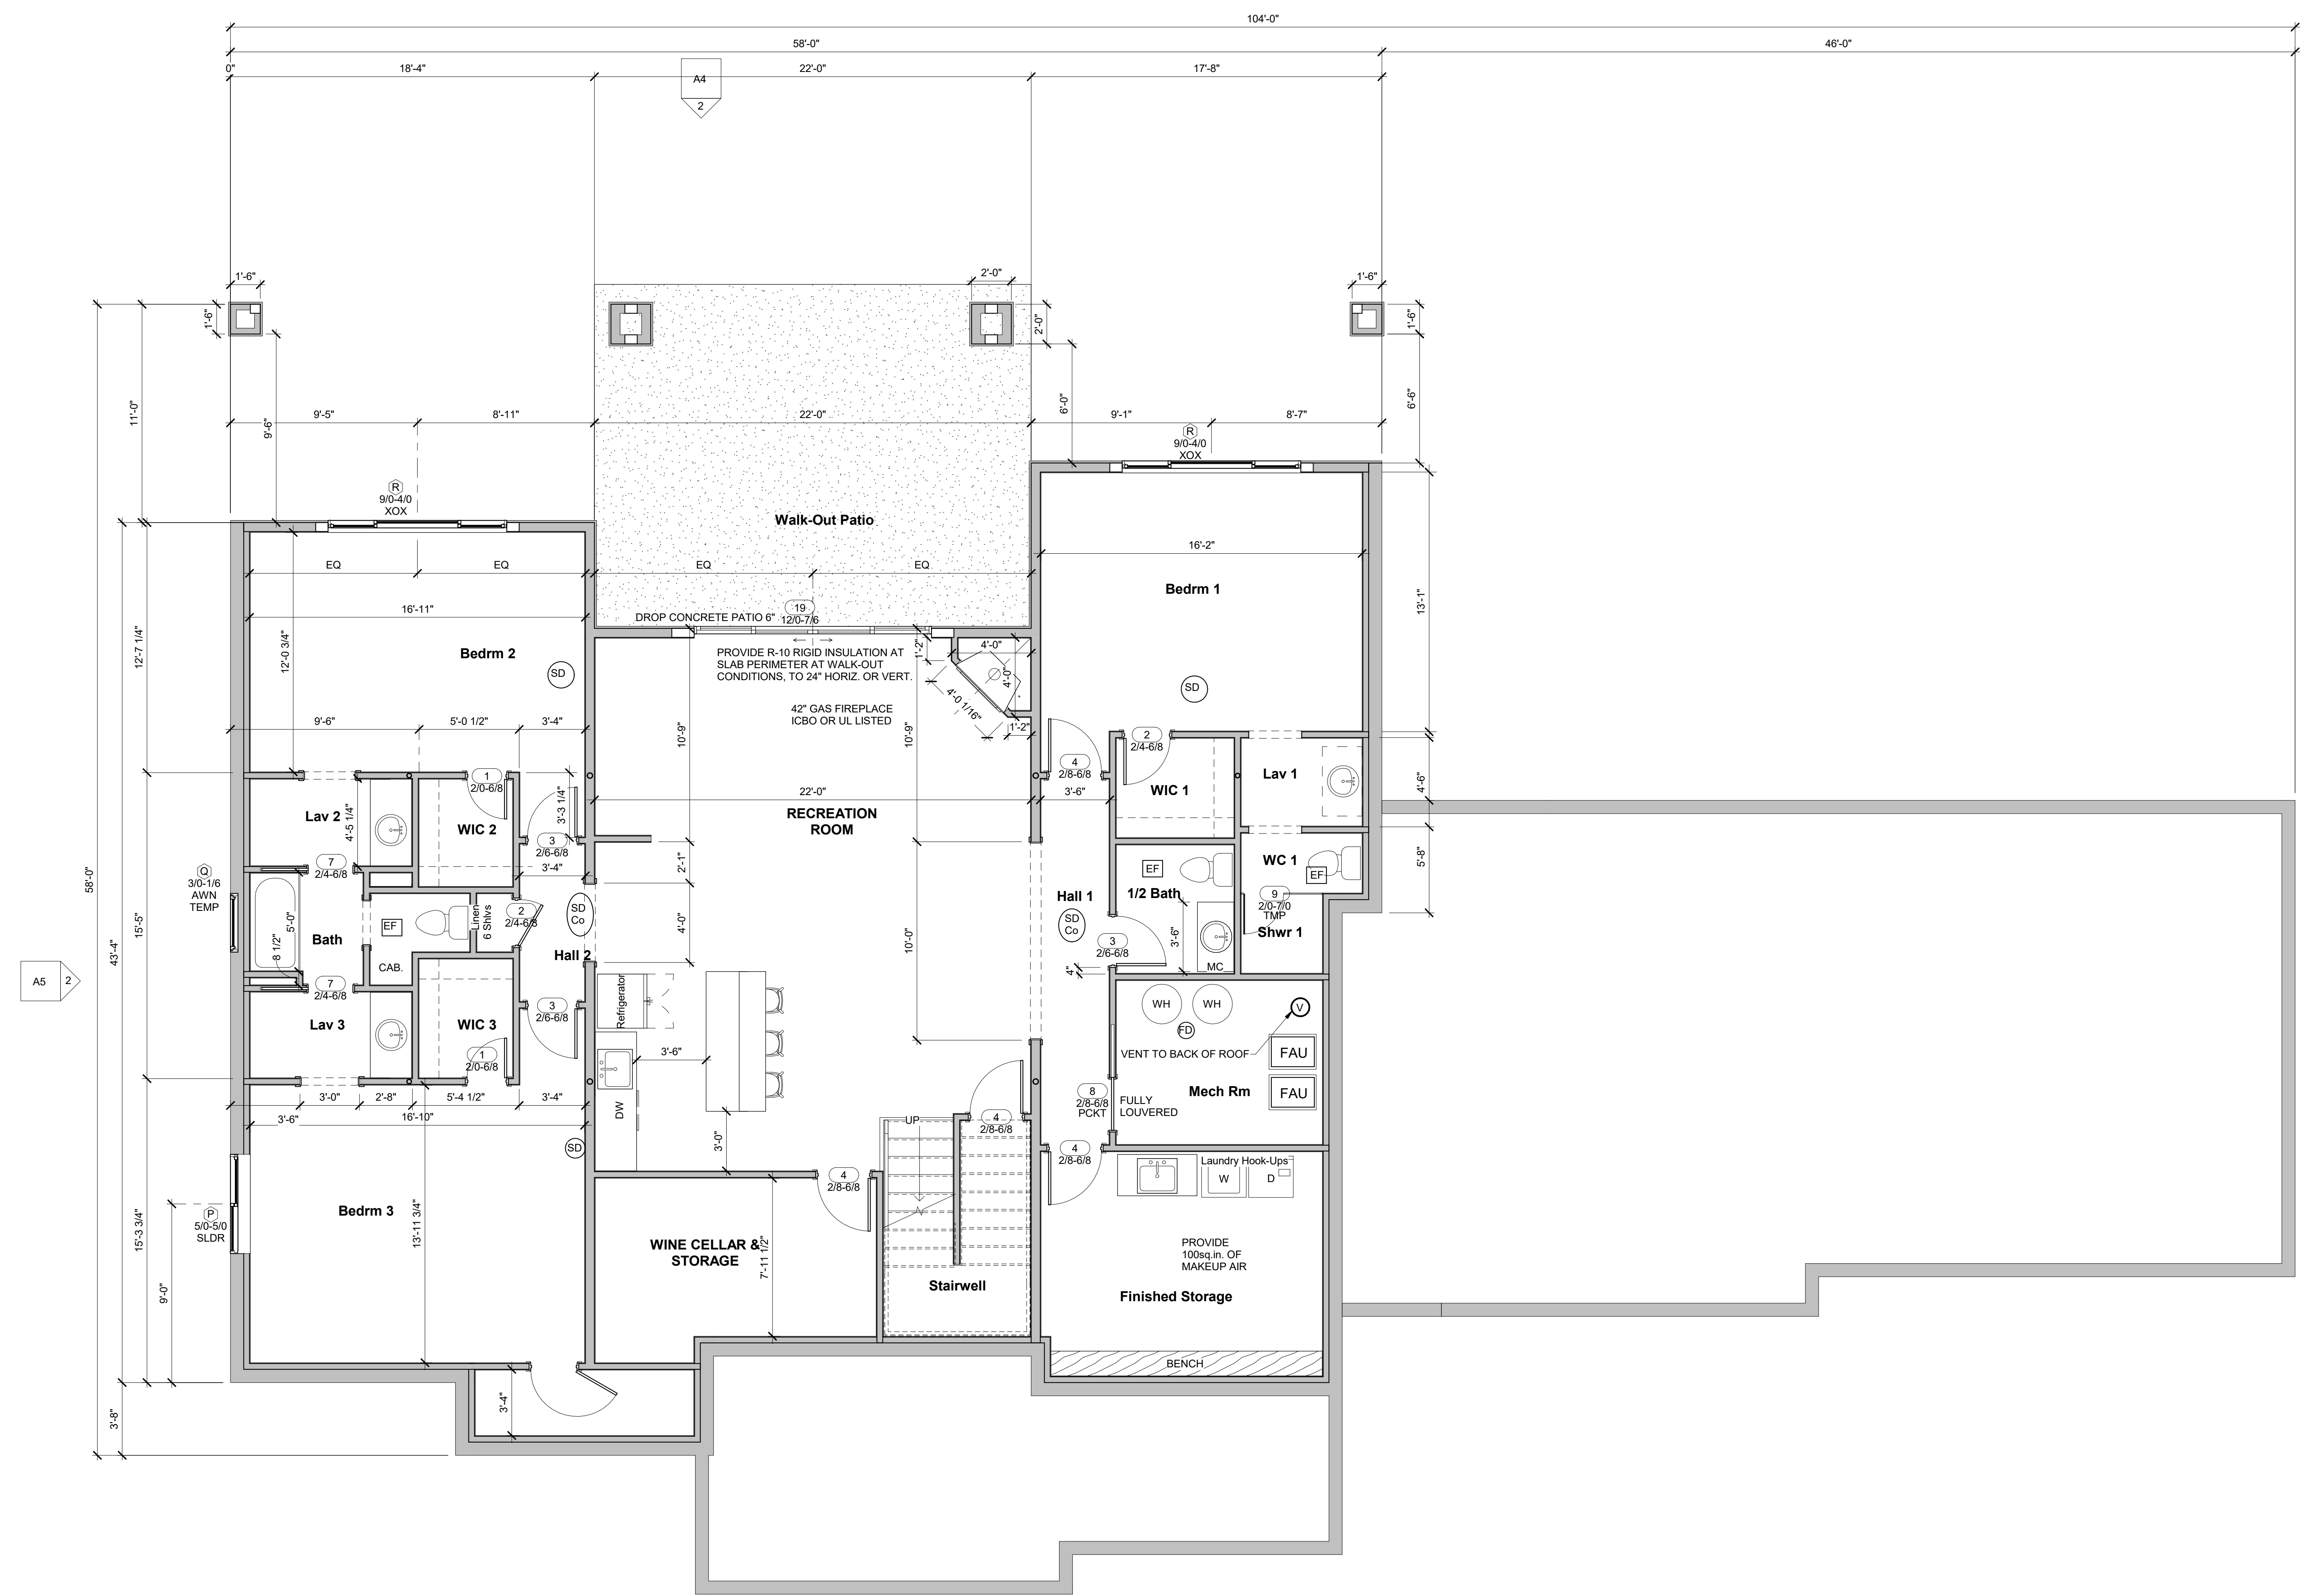 104'-0"
58'-0"
46'-0"
0"
18'-4"
22'-0"
17'-8"
A4
2
1'-6"
2'-0"
1'-6"
1'-6"
2'-0"
1'-6"
11'-0"
9'-6"
6'-0"
6'-6"
9'-5"
8'-11"
22'-0"
9'-1"
8'-7"
R
9/0-4/0
XOX
R
9/0-4/0
XOX
Walk-Out Patio
16'-2"
EQ
EQ
EQ
EQ
Bedrm 1
13'-1"
16'-11"
19
DROP CONCRETE PATIO 6"
12/0-7/6
12'-7 1/4"
12'-0 3/4"
Bedrm 2
SD
PROVIDE R-10 RIGID INSULATION AT
SLAB PERIMETER AT WALK-OUT
CONDITIONS, TO 24" HORIZ. OR VERT.
1'-2"
4'-0"
4'-0"
4'-0 1/16"
1'-2"
SD
42" GAS FIREPLACE
ICBO OR UL LISTED
9'-6"
5'-0 1/2"
3'-4"
10'-9"
10'-9"
2
2/4-6/8
4
2/8-6/8
Lav 1
4'-6"
1
2/0-6/8
3'-3 1/4"
22'-0"
3'-6"
WIC 1
RECREATION
ROOM
Lav 2
4'-5 1/4"
WIC 2
3
2/6-6/8
7
2/4-6/8
3'-4"
2'-1"
WC 1
EF
EF
5'-8"
58'-0"
43'-4"
15'-5"
Q
3/0-1/6
AWN
TEMP
5'-0"
8 1/2"
Bath
EF
CAB.
Linen
6 Shlvs
2
2/4-6/8
SD
Co
Hall 2
4'-0"
10'-0"
Hall 1
SD
Co
1/2 Bath
9
2/0-7/0
TMP
Shwr 1
3'-6"
MC
3
2/6-6/8
4"
A5
2
7
2/4-6/8
Lav 3
WIC 3
3
2/6-6/8
Refrigerator
WH
WH
V
FD
1
2/0-6/8
3'-6"
VENT TO BACK OF ROOF
FAU
FAU
Mech Rm
8
2/8-6/8
PCKT
FULLY
LOUVERED
3'-0"
2'-8"
5'-4 1/2"
3'-4"
3'-6"
16'-10"
DW
UP
4
2/8-6/8
3'-0"
SD
4
2/8-6/8
4
2/8-6/8
Laundry Hook-Ups
W
D
15'-3 3/4"
9'-0"
P
5/0-5/0
SLDR
Bedrm 3
13'-11 3/4"
WINE CELLAR &
STORAGE
7'-11 1/2"
Stairwell
PROVIDE
100sq.in. OF
MAKEUP AIR
Finished Storage
BENCH
3'-8"
3'-4"